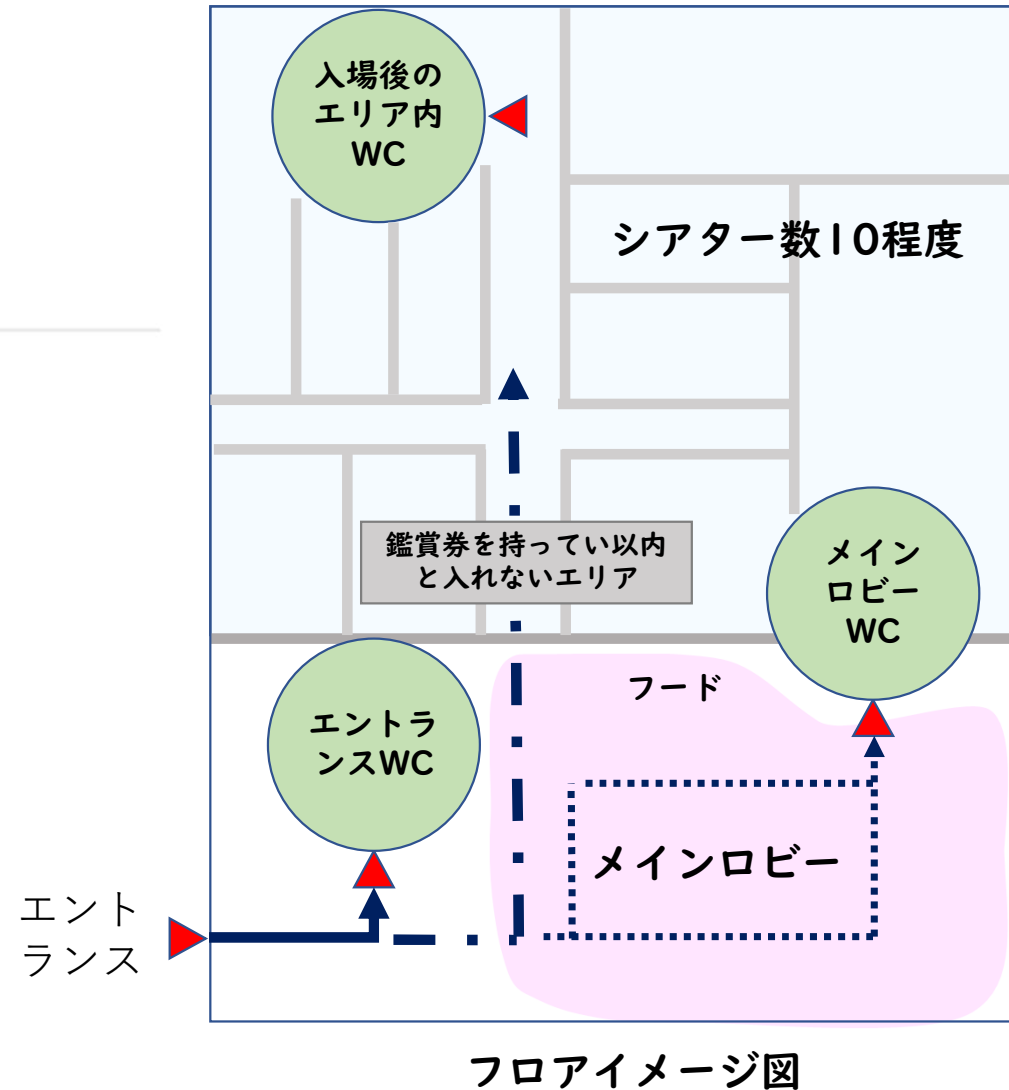 入場後の
エリア内
WC
シアター数10程度
鑑賞券を持ってい以内
と入れないエリア
メイン
ロビー
WC
フード
エントラ
ンスWC
メインロビー
エント
ランス
フロアイメージ図